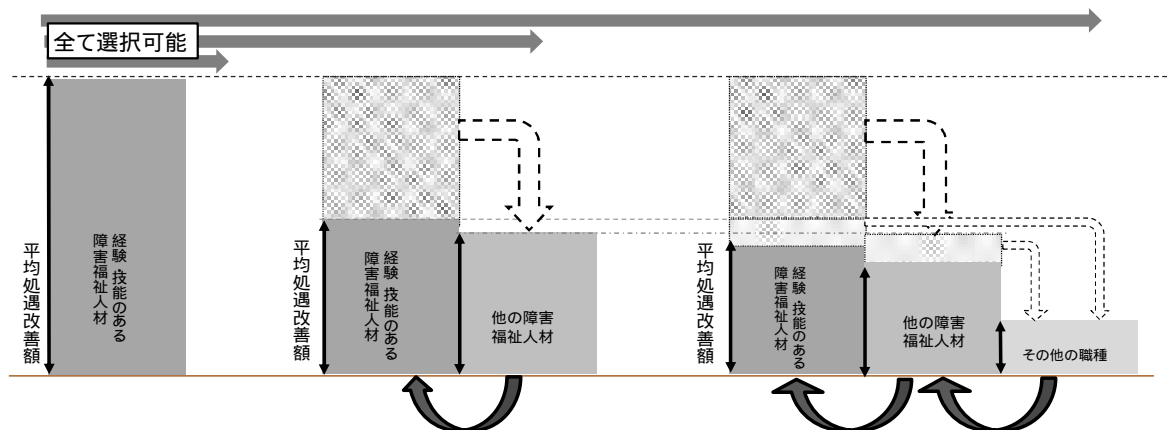 全て選択可能
平均処遇改善額
経験・技能のある
障害福祉人材
平均処遇改善額
経験・技能のある
障害福祉人材
他の障害
福祉人材
平均処遇改善額
経験・技能のある
障害福祉人材
他の障害
福祉人材
その他の職種